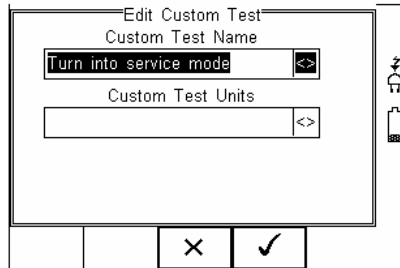 Edit Custom Test
Custom Test Name
Turn into service mode <>
Custom Test Units
<>